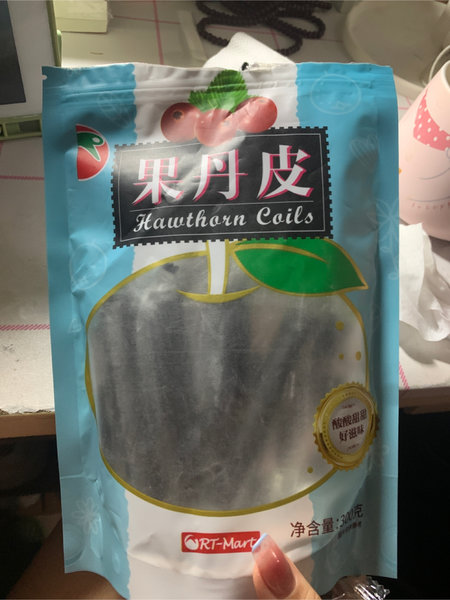 果丹皮
Hawthorn Coils
酸酸甜甜
好滋味
净含量:300克
RT-Mart